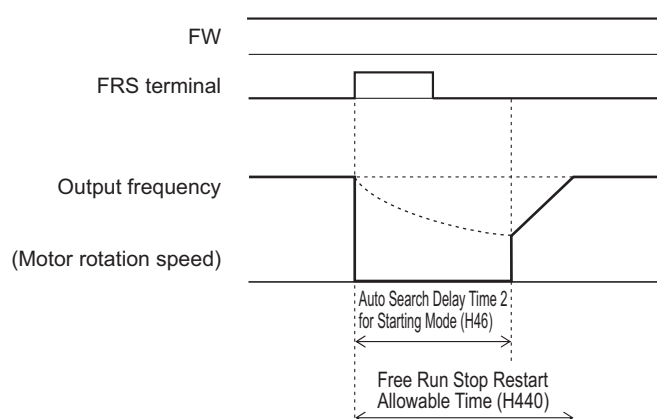 FW
FRS terminal
Output frequency
(Motor rotation speed)
Auto Search Delay Time 2
for Starting Mode (H46)
Free Run Stop Restart
Allowable Time (H440)